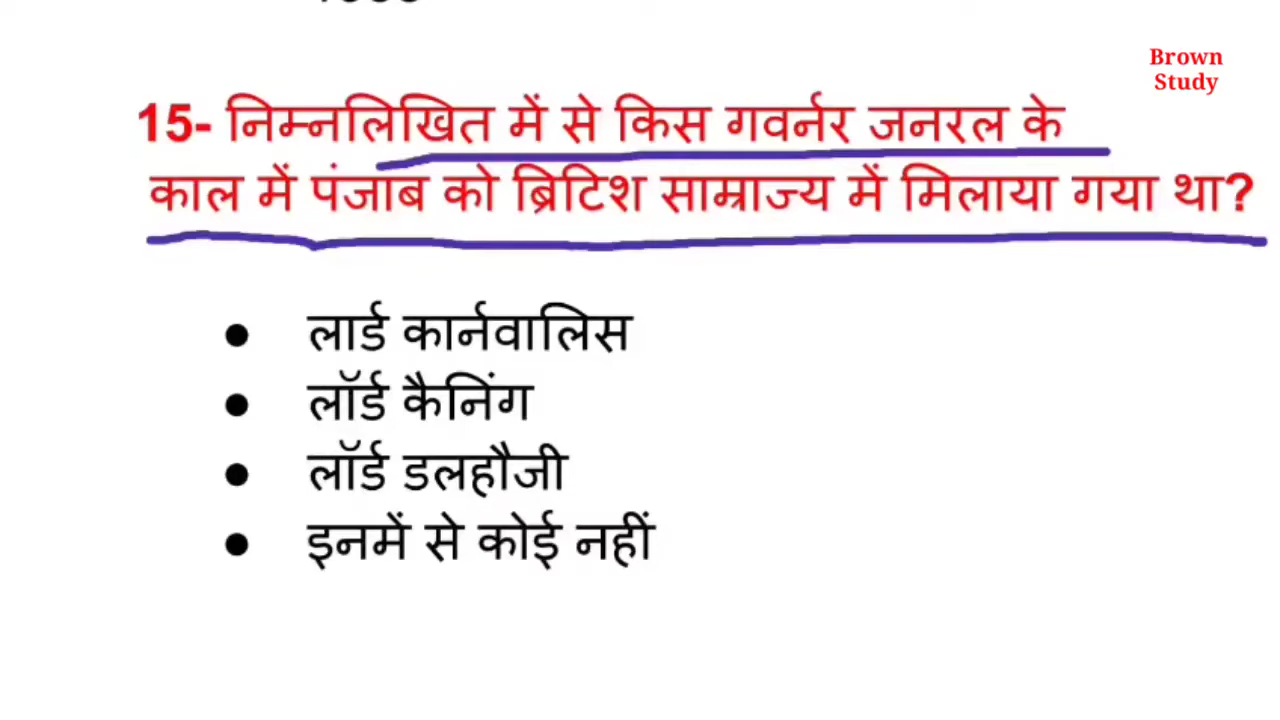 Brown
Study
15- निम्नलिखित में से किस गवर्नर जनरल के
काल में पंजाब को ब्रिटिश साम्राज्य में मिलाया गया था?
● लार्ड कार्नवालिस
● लॉर्ड कैनिंग
● लॉर्ड डलहौजी
● इनमें से कोई नहीं